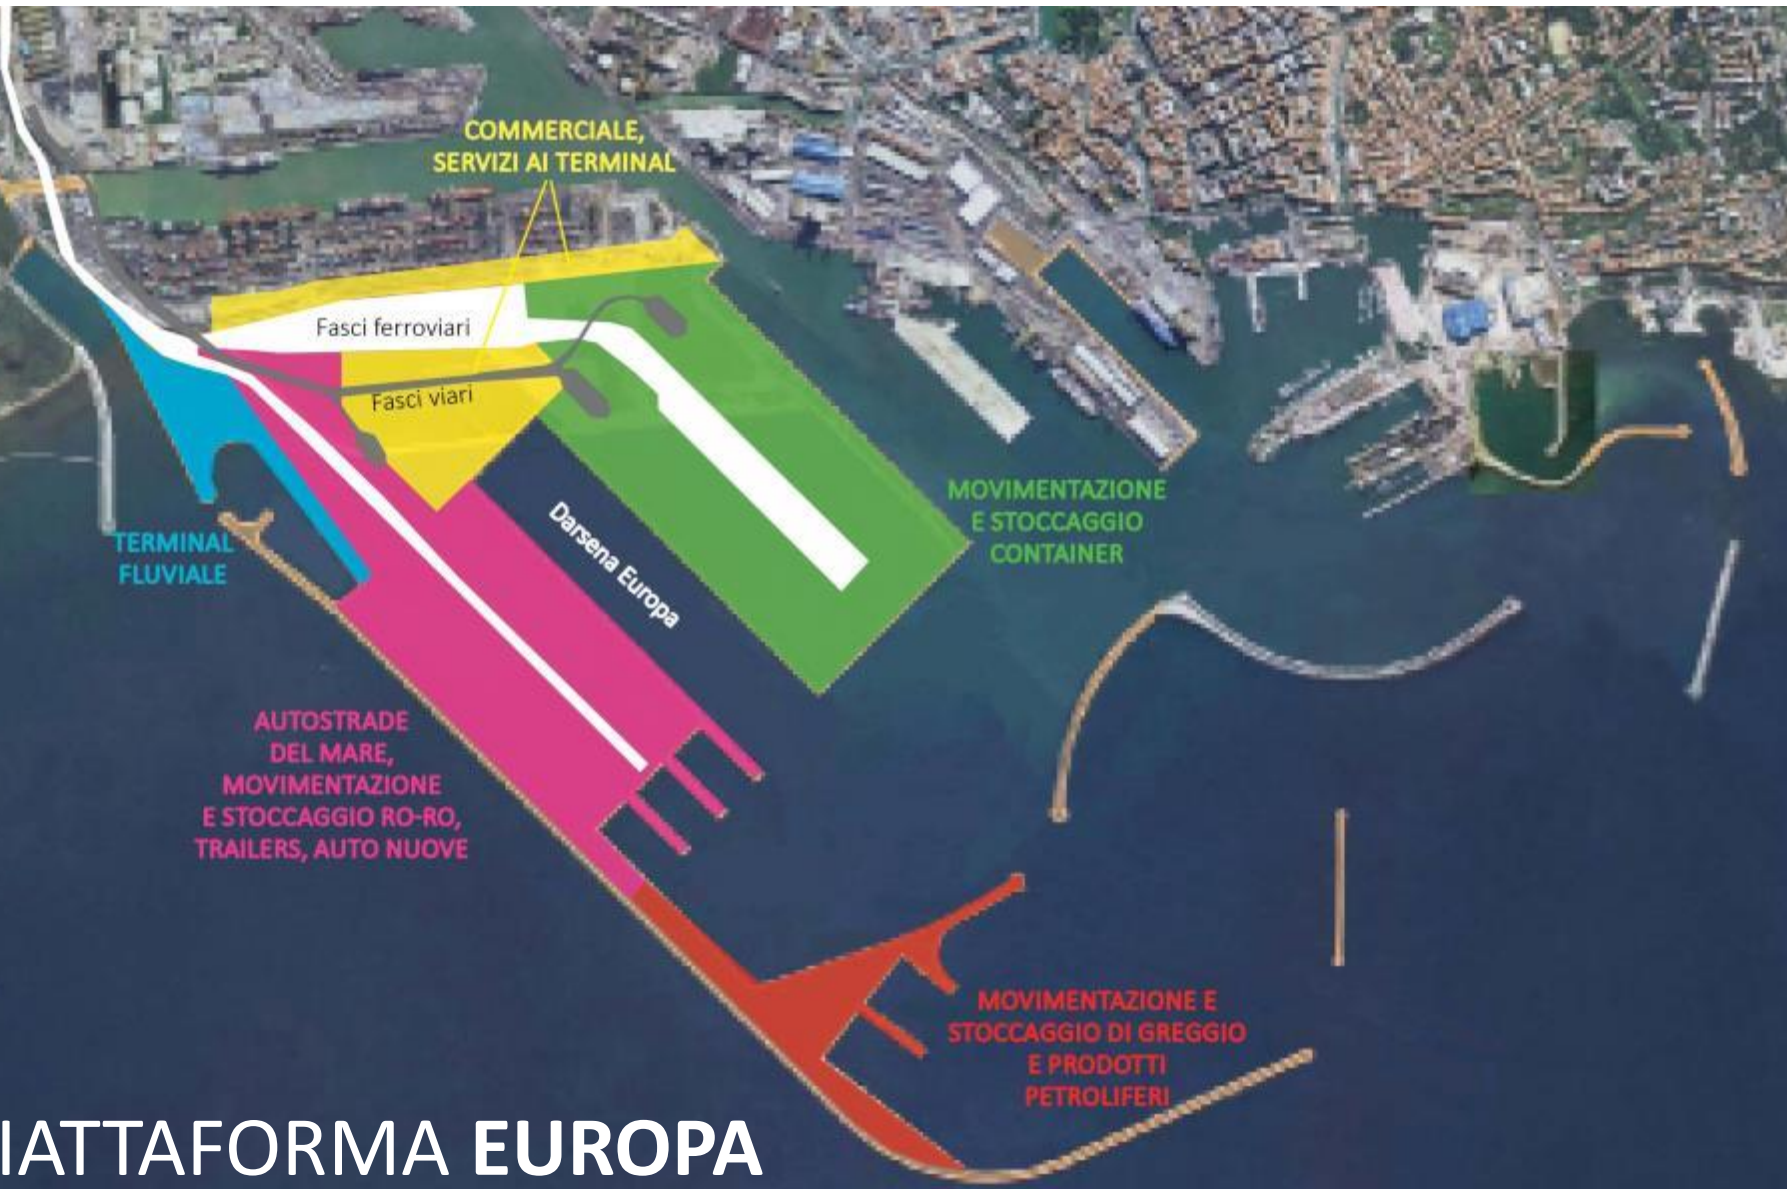 COMMERCIALE,
SERVIZI AI TERMINAL
Fasci ferroviari
Fasci viari
Darsena Europa
MOVIMENTAZIONE
E STOCCAGGIO
CONTAINER
TERMINAL
FLUVIALE
AUTOSTRADE
DEL MARE,
MOVIMENTAZIONE
E STOCCAGGIO RO-RO,
TRAILERS, AUTO NUOVE
MOVIMENTAZIONE E
STOCCAGGIO DI GREGGIO
E PRODOTTI
PETROLIFERI
IATTAFORMA EUROPA